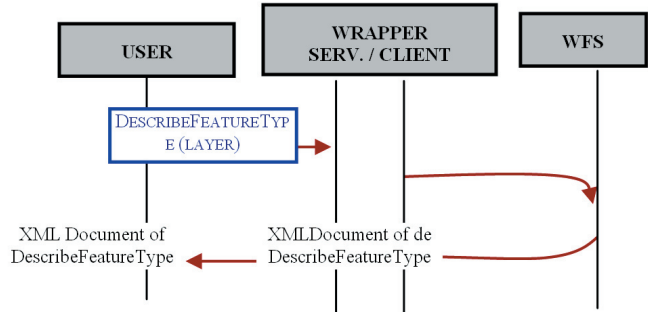 USER
WRAPPER
SERV. / CLIENT
WFS
DESCRIBEFEATURETYP
E (LAYER)
XML Document of
DescribeFeatureType
XMLDocument of de
DescribeFeatureType